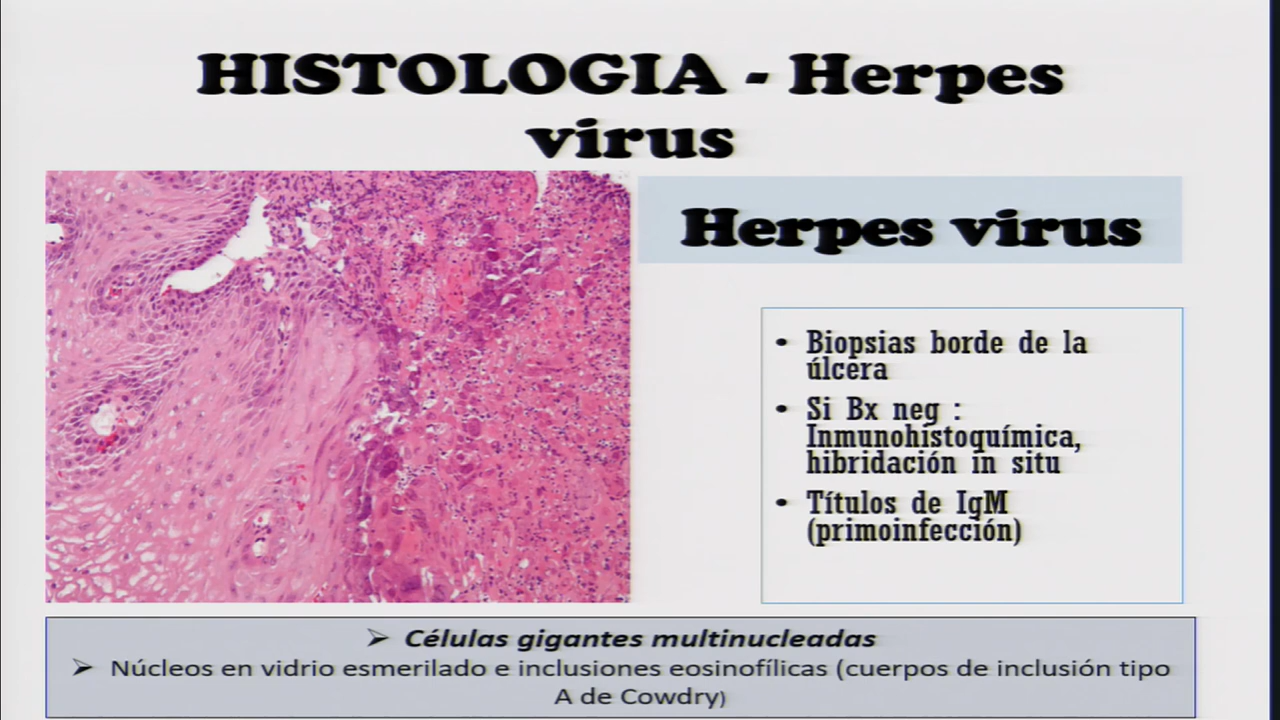 HISTOLOGIA - Herpes
virus
Herpes virus
• Biopsias borde de la
úlcera
• Si Bx neg :
Inmunohistoquímica,
hibridación in situ
• Títulos de IgM
(primoinfección)
➢ Células gigantes multinucleadas
➢ Núcleos en vidrio esmerilado e inclusiones eosinofílicas (cuerpos de inclusión tipo
A de Cowdry)